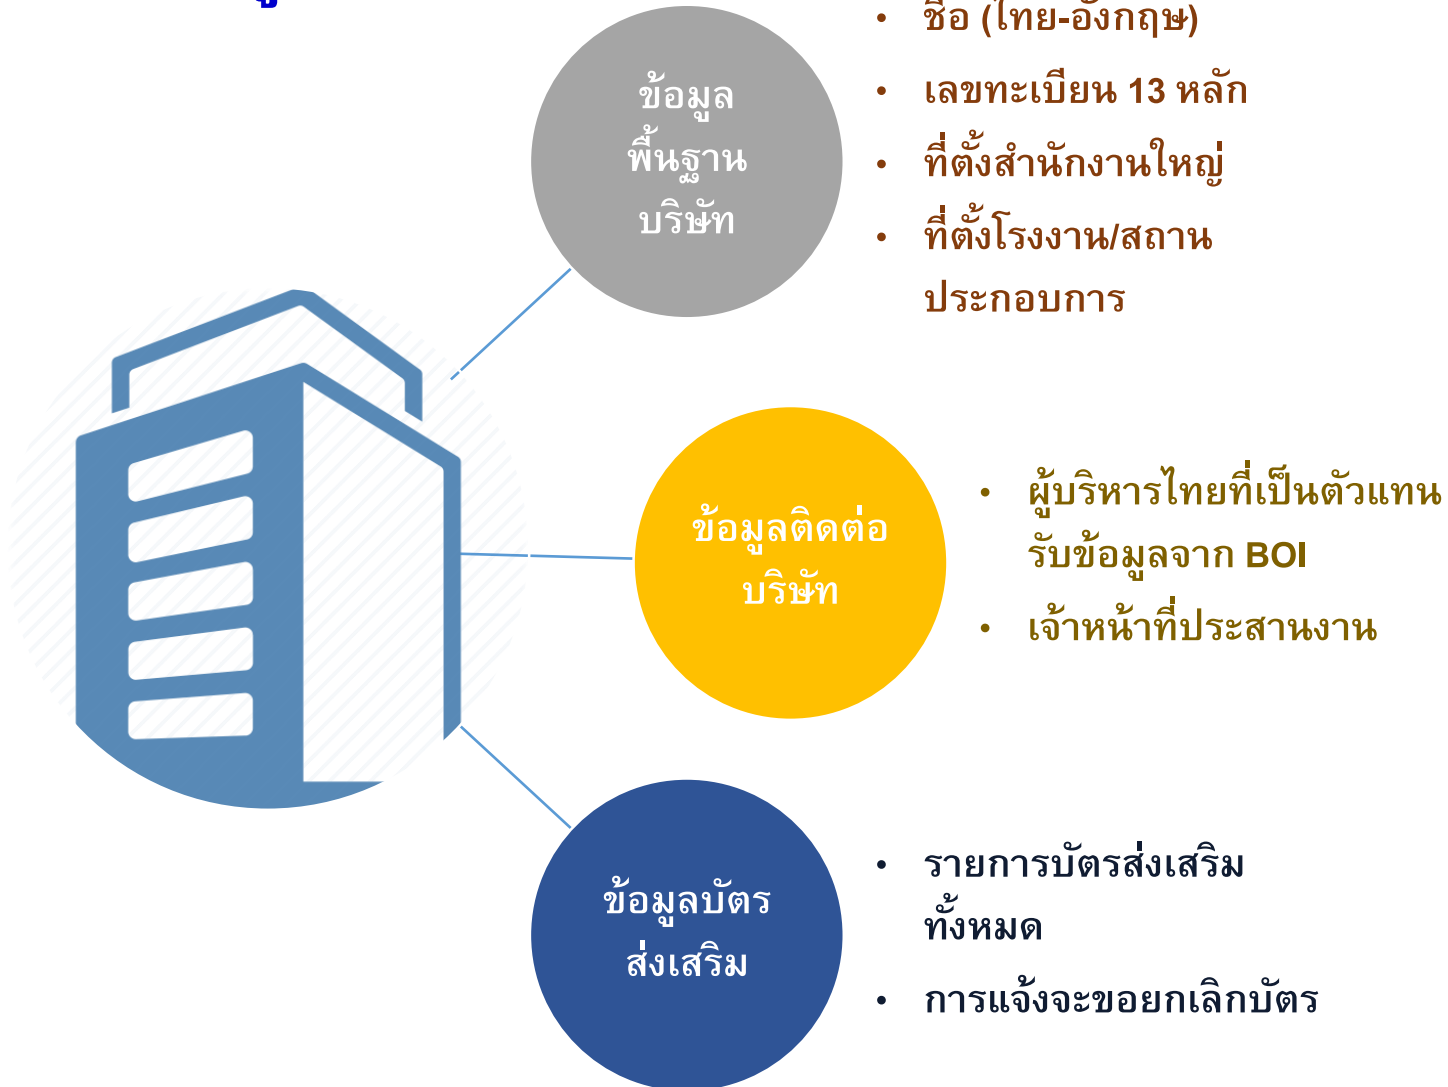 ข้อมูล
พื้นฐาน
บริษัท
• ชื่อ (ไทย-อังกฤษ)
• เลขทะเบียน 13 หลัก
• ที่ตั้งสำนักงานใหญ่
• ที่ตั้งโรงงาน/สถาน
ประกอบการ
ข้อมูลติดต่อ
บริษัท
• ผู้บริหารไทยที่เป็นตัวแทน
รับข้อมูลจาก BOI
• เจ้าหน้าที่ประสานงาน
ข้อมูลบัตร
ส่งเสริม
• รายการบัตรส่งเสริม
ทั้งหมด
• การแจ้งจะขอยกเลิกบัตร